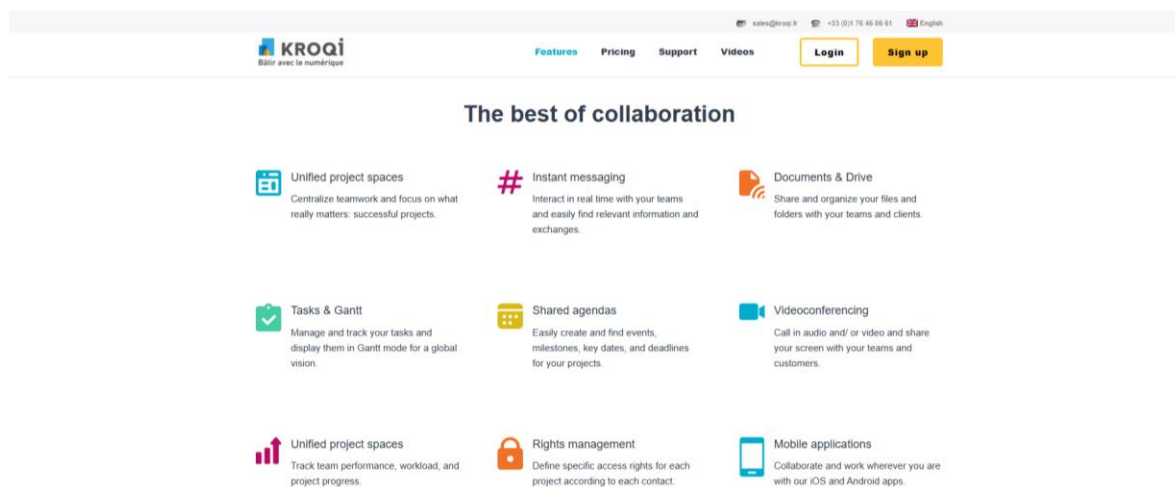 sales@kroqi.fr +33 (0)1 76 46 06 61 English
KROQI
Bâtir avec le numérique
Features Pricing Support Videos Login Sign up
The best of collaboration
Unified project spaces
Centralize teamwork and focus on what
really matters: successful projects.
Instant messaging
Interact in real time with your teams
and easily find relevant information and
exchanges.
Documents & Drive
Share and organize your files and
folders with your teams and clients.
Tasks & Gantt
Manage and track your tasks and
display them in Gantt mode for a global
vision.
Shared agendas
Easily create and find events,
milestones, key dates, and deadlines
for your projects.
Videoconferencing
Call in audio and/ or video and share
your screen with your teams and
customers.
Unified project spaces
Track team performance, workload, and
project progress.
Rights management
Define specific access rights for each
project according to each contact.
Mobile applications
Collaborate and work wherever you are
with our iOS and Android apps.